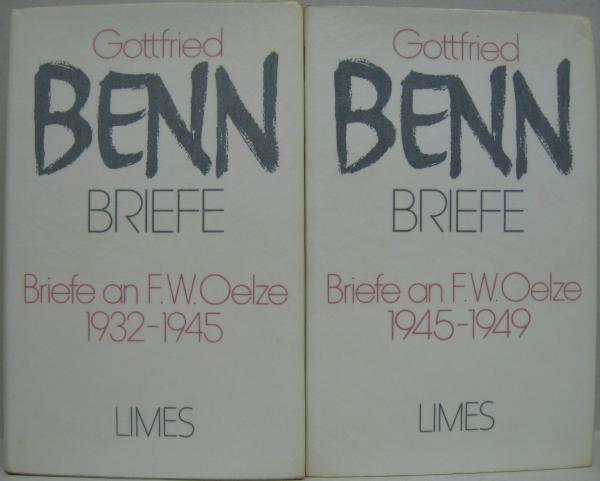 Gottfried
BENN
BRIEFE
Briefe an F.W. Oelze
1932-1945
LIMES
Gottfried
BENN
BRIEFE
Briefe an F.W. Oelze
1945-1949
LIMES